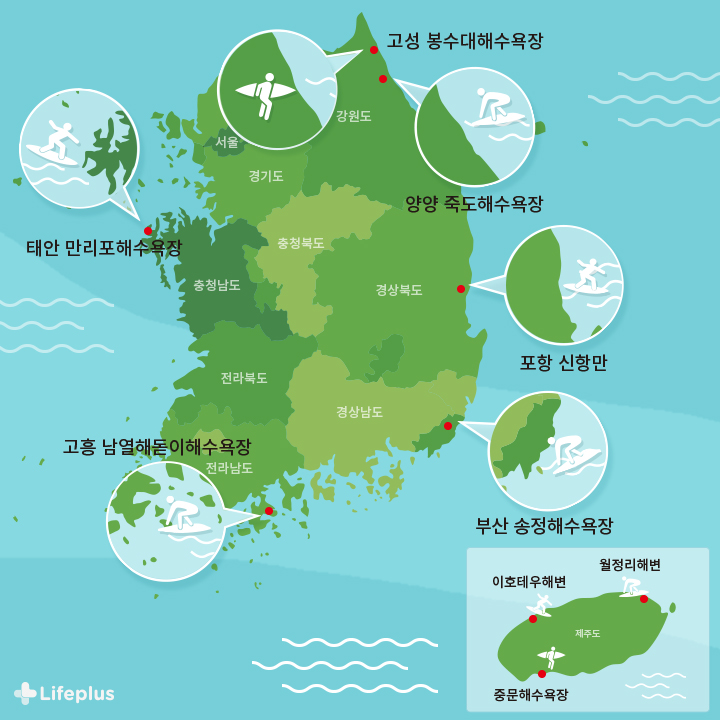 고성 봉수대해수욕장
강원도
서울
경기도
양양 죽도해수욕장
태안 만리포해수욕장
충청북도
충청남도
경상북도
포항 신항만
전라북도
경상남도
고흥 남열해돋이해수욕장
전라남도
부산 송정해수욕장
월정리해변
이호테우해변
제주도
중문해수욕장
Lifeplus